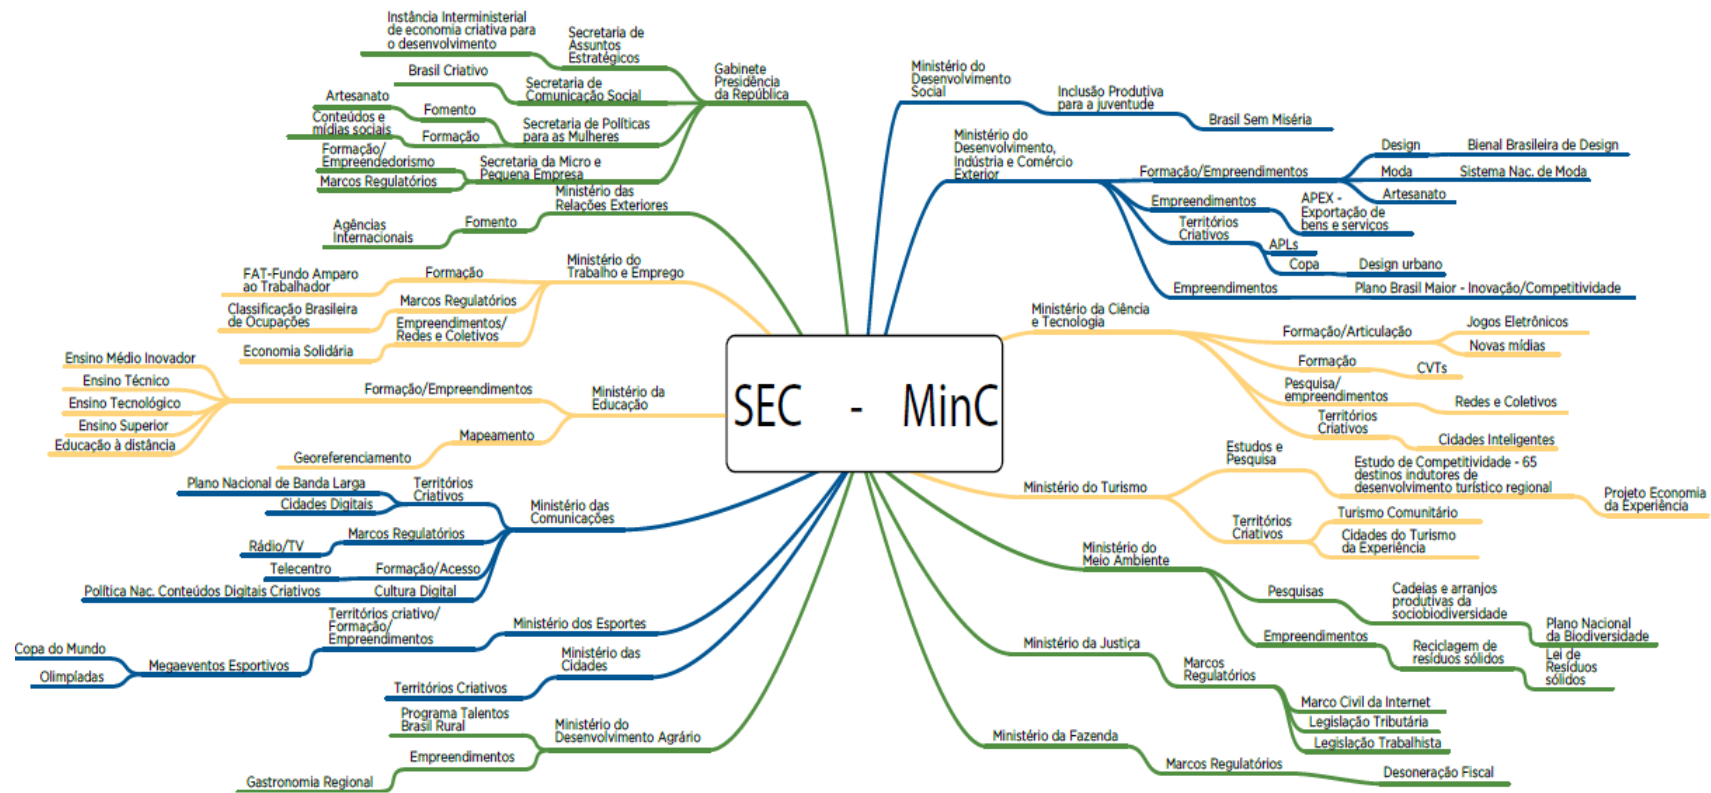 Instância Interministerial
de economia criativa para
o desenvolvimento
Secretaria de
Assuntos
Estratégicos
Brasil Criativo
Secretaria de
Comunicação Social
Gabinete
Presidência
da República
Artesanato
Fomento
Conteúdos e
mídias sociais
Formação
Secretaria de Políticas
para as Mulheres
Formação/
Empreendedorismo
Marcos Regulatórios
Secretaria da Micro e
Pequena Empresa
Ministério das
Relações Exteriores
Fomento
Agências
Internacionais
Ministério do
Trabalho e Emprego
Formação
FAT-Fundo Amparo
ao Trabalhador
Marcos Regulatórios
Classificação Brasileira
de Ocupações
Empreendimentos/
Redes e Coletivos
Economia Solidária
Ensino Médio Inovador
Ensino Técnico
Ensino Tecnológico
Ensino Superior
Educação à distância
Formação/Empreendimentos
Ministério da
Educação
Mapeamento
Georeferenciamento
Plano Nacional de Banda Larga
Cidades Digitais
Territórios
Criativos
Ministério das
Comunicações
Marcos Regulatórios
Rádio/TV
Telecentro
Formação/Acesso
Política Nac. Conteúdos Digitais Criativos
Cultura Digital
Territórios criativo/
Formação/
Empreendimentos
Ministério dos Esportes
Copa do Mundo
Olimpíadas
Megaeventos Esportivos
Ministério das
Cidades
Territórios Criativos
Programa Talentos
Brasil Rural
Ministério do
Desenvolvimento Agrário
Empreendimentos
Gastronomia Regional
SEC - MinC
Ministério do
Desenvolvimento
Social
Inclusão Produtiva
para a juventude
Brasil Sem Miséria
Ministério do
Desenvolvimento,
Indústria e Comércio
Exterior
Formação/Empreendimentos
Design
Bienal Brasileira de Design
Moda
Sistema Nac. de Moda
Artesanato
Empreendimentos
APEX -
Exportação de
bens e serviços
Territórios
Criativos
APLs
Copa
Design urbano
Empreendimentos
Plano Brasil Maior - Inovação/Competitividade
Ministério da Ciência
e Tecnologia
Formação/Articulação
Jogos Eletrônicos
Novas mídias
Formação
CVTs
Pesquisa/
empreendimentos
Redes e Coletivos
Territórios
Criativos
Cidades Inteligentes
Ministério do Turismo
Estudos e
Pesquisa
Estudo de Competitividade - 65
destinos indutores de
desenvolvimento turístico regional
Projeto Economia
da Experiência
Territórios
Criativos
Turismo Comunitário
Cidades do Turismo
da Experiência
Ministério do
Meio Ambiente
Pesquisas
Cadeias e arranjos
produtivas da
sociobiodiversidade
Plano Nacional
da Biodiversidade
Empreendimentos
Reciclagem de
resíduos sólidos
Lei de
Resíduos
sólidos
Ministério da Justiça
Marcos
Regulatórios
Marco Civil da Internet
Legislação Tributária
Legislação Trabalhista
Ministério da Fazenda
Marcos Regulatórios
Desoneração Fiscal